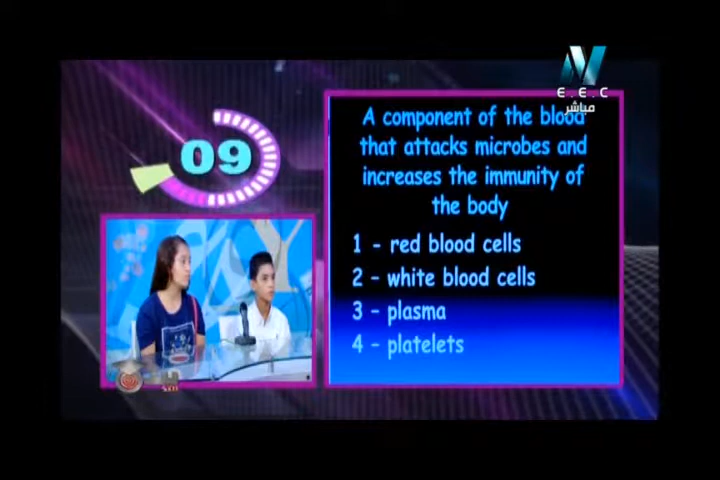 E . E . C
مباشر
09
A component of the blood
that attacks microbes and
increases the immunity of
the body
1 - red blood cells
2 - white blood cells
3 - plasma
4 - platelets